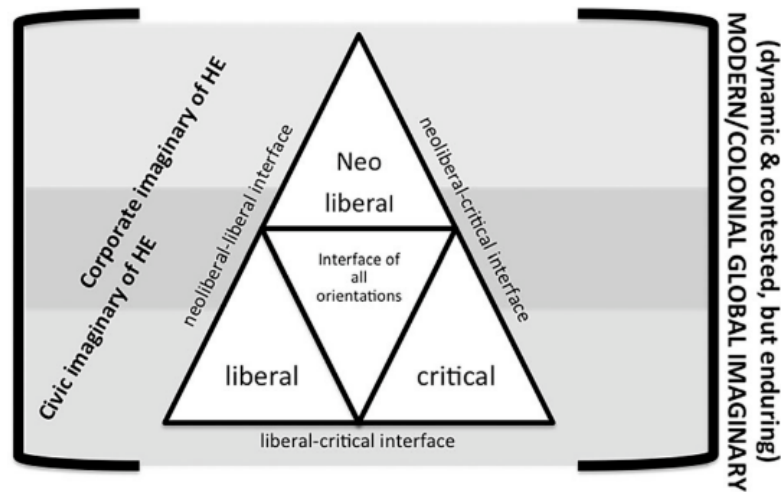 Corporate imaginary of HE
Civic imaginary of HE
neoliberal-liberal interface
Neo
liberal
neoliberal-critical interface
Interface of
all
orientations
liberal
critical
liberal-critical interface
(dynamic & contested, but enduring)
MODERN/COLONIAL GLOBAL IMAGINARY